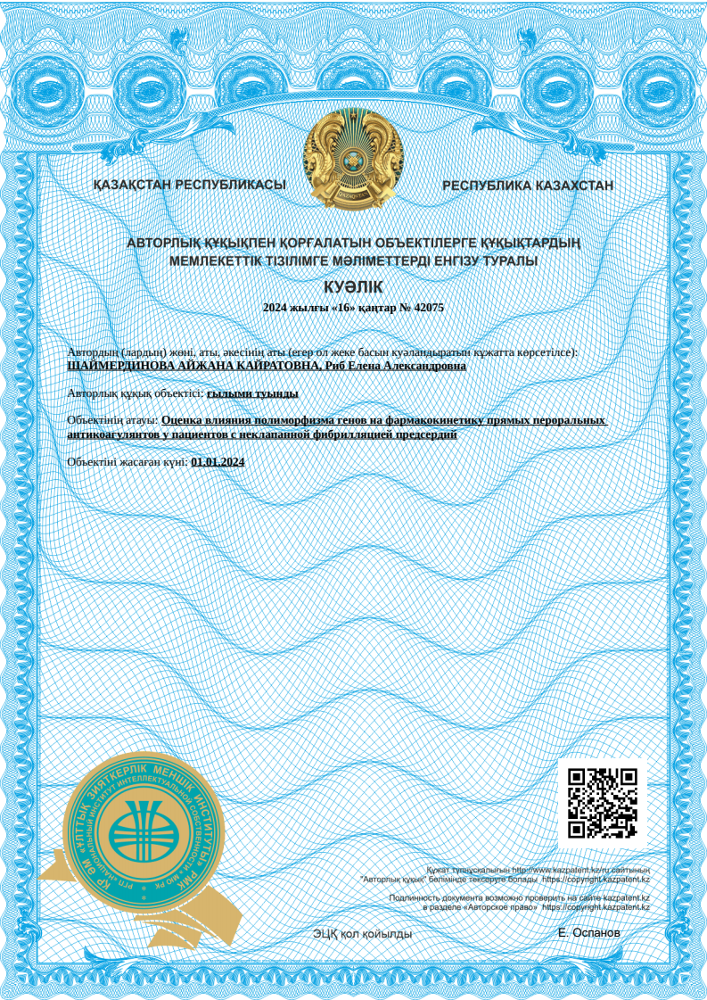 ҚАЗАҚСТАН РЕСПУБЛИКАСЫ
РЕСПУБЛИКА КАЗАХСТАН
ҚАЗАҚСТАН
АВТОРЛЫҚ ҚҰҚЫҚПЕН ҚОРҒАЛАТЫН ОБЪЕКТІЛЕРГЕ ҚҰҚЫҚТАРДЫҢ
МЕМЛЕКЕТТІК ТІЗІЛІМГЕ МӘЛІМЕТТЕРДІ ЕНГІЗУ ТУРАЛЫ
КУӘЛІК
2024 жылғы «16» қаңтар № 42075
Автордың (лардың) жөні, аты, әкесінің аты (егер ол жеке басын куәландыратын құжатта көрсетілсе):
ШАЙМЕРДИНОВА АЙЖАНА КАЙРАТОВНА, Риб Елена Александровна
Авторлық құқық объектісі: ғылыми туынды
Объектінің атауы: Оценка влияния полиморфизма генов на фармакокинетику прямых пероральных
антикоагулянтов у пациентов с неклапанной фибрилляцией предсердий
Объектіні жасаған күні: 01.01.2024
ҚР ӘМ «ҰЛТТЫҚ ЗИЯТКЕРЛІК МЕНШІК ИНСТИТУТЫ» РМК
РГП «НАЦИОНАЛЬНЫЙ ИНСТИТУТ ИНТЕЛЛЕКТУАЛЬНОЙ СОБСТВЕННОСТИ» МЮ РК
Құжат түпнұсқалығын http://www.kazpatent.kz/ru сайтының
"Авторлық құқық" бөлімінде тексеруге болады https://copyright.kazpatent.kz
Подлинность документа возможно проверить на сайте kazpatent.kz
в разделе «Авторское право» https://copyright.kazpatent.kz
ЭЦҚ қол қойылды
Е. Оспанов